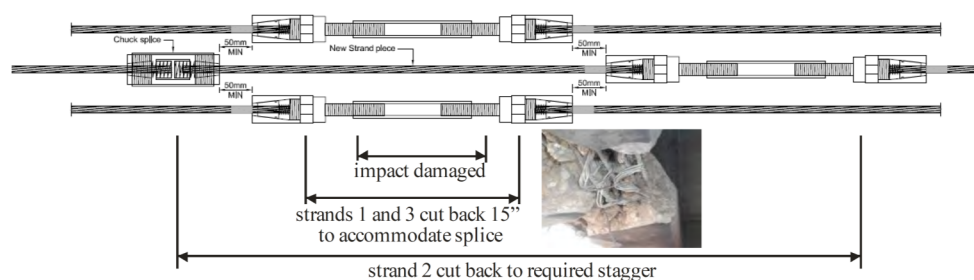 Chuck splice
50mm
MIN
New Strand piece
50mm
MIN
50mm
MIN
50mm
MIN
impact damaged
strands 1 and 3 cut back 15”
to accommodate splice
strand 2 cut back to required stagger